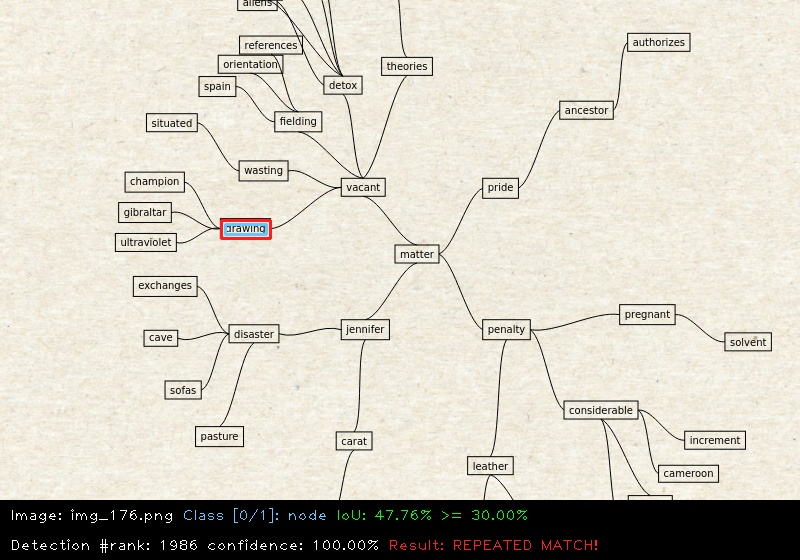 aliens
references
authorizes
orientation
theories
spain
detox
ancestor
situated
fielding
wasting
champion
vacant
pride
gibraltar
drawing
ultraviolet
matter
exchanges
pregnant
cave
disaster
jennifer
penalty
solvent
sofas
considerable
pasture
carat
increment
leather
cameroon
Image: img_176.png Class [0/1]: node IoU: 47.76% >= 30.00%
Detection #rank: 1986 confidence: 100.00% Result: REPEATED MATCH!